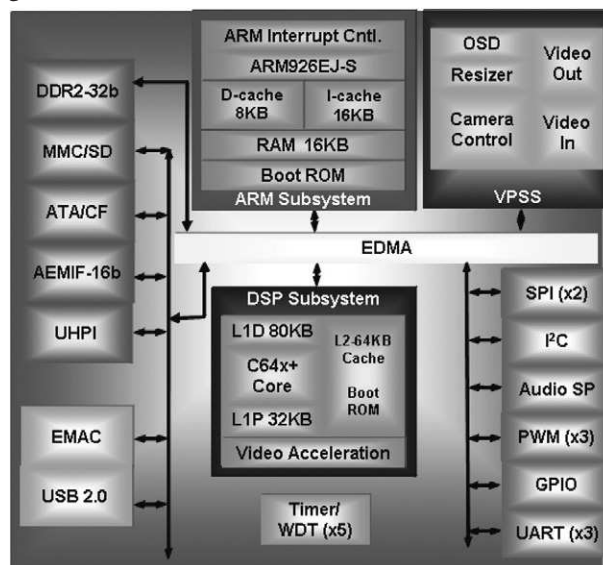 ARM Interrupt Cntl.
ARM926EJ-S
D-cache
8KB
I-cache
16KB
RAM 16KB
Boot ROM
ARM Subsystem
OSD
Resizer
Camera
Control
Video
Out
Video
In
VPSS
DDR2-32b
MMC/SD
ATA/CF
AEMIF-16b
UHPI
EMAC
USB 2.0
EDMA
DSP Subsystem
L1D 80KB
C64x+
Core
L1P 32KB
L2-64KB
Cache
Boot
ROM
Video Acceleration
Timer/
WDT (x5)
SPI (x2)
I²C
Audio SP
PWM (x3)
GPIO
UART (x3)